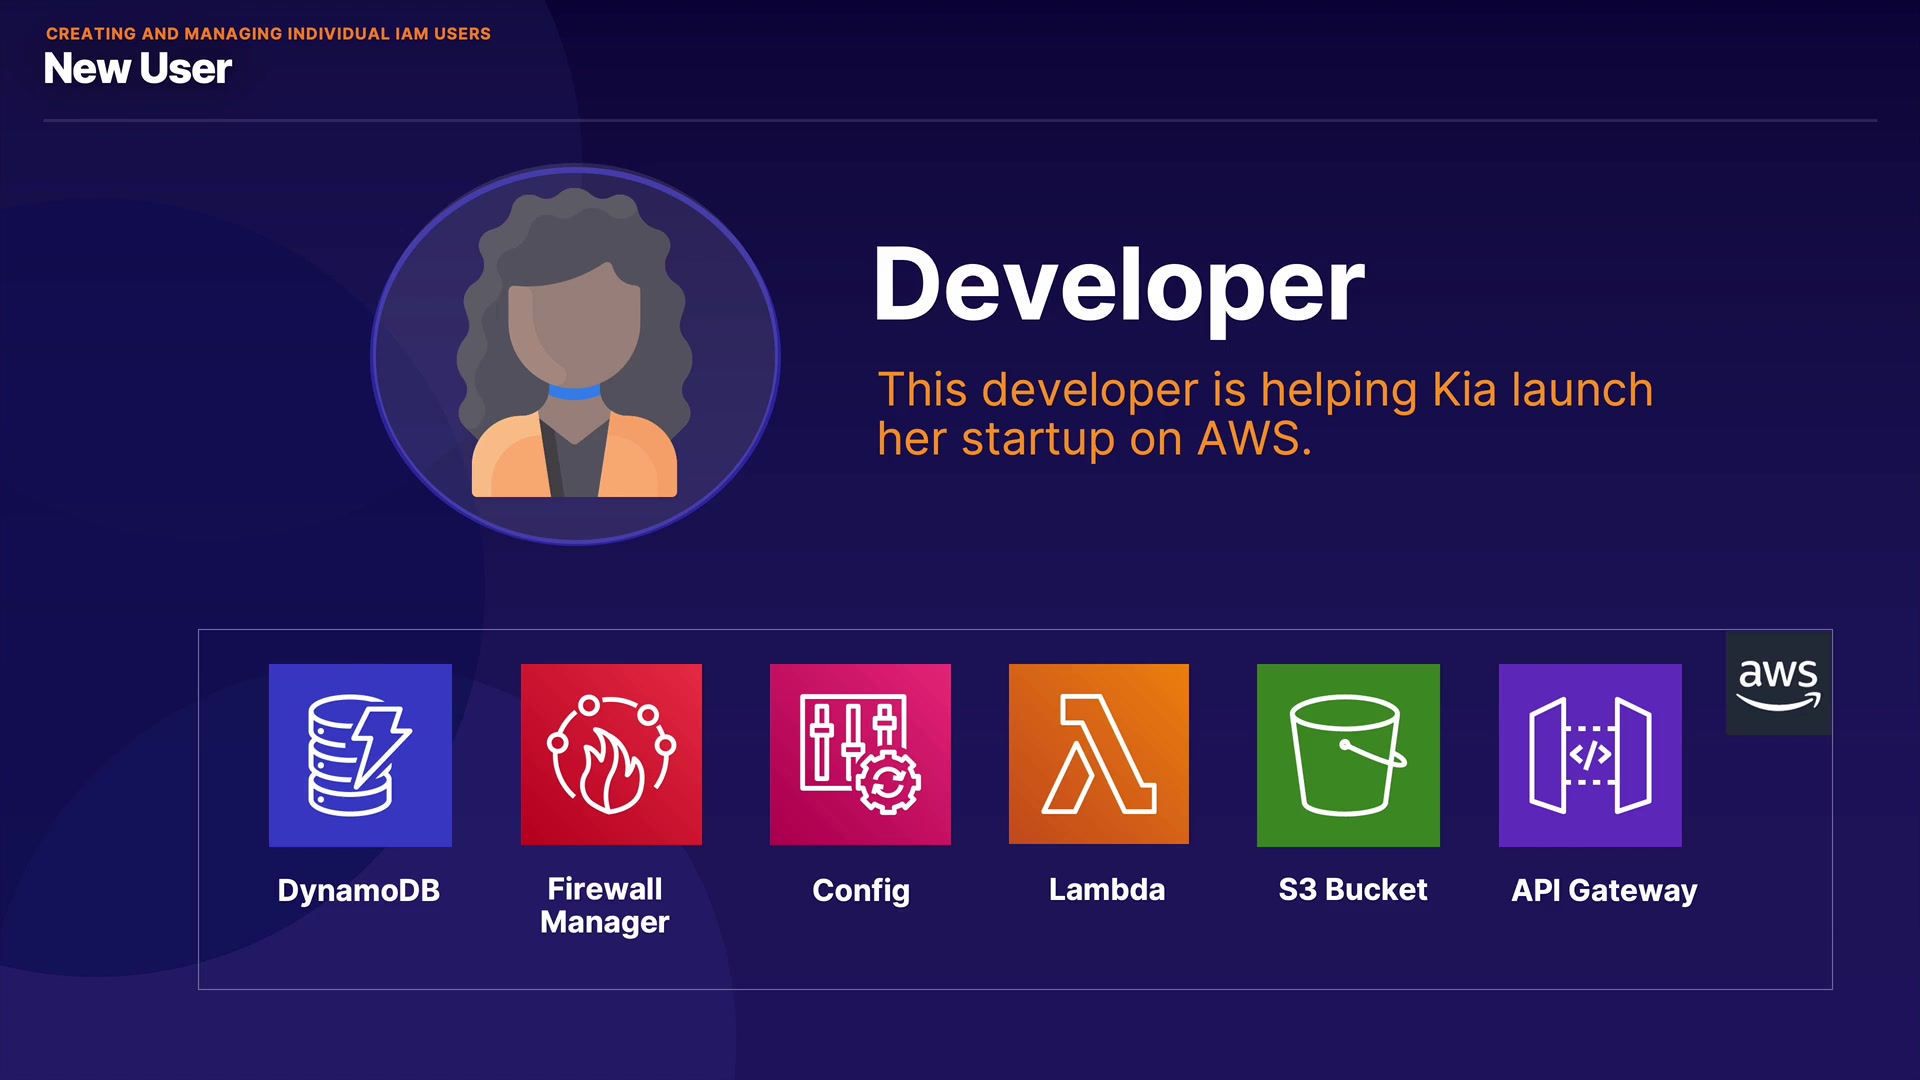 CREATING AND MANAGING INDIVIDUAL IAM USERS
New User
Developer
This developer is helping Kia launch
her startup on AWS.
aws
</>
DynamoDB
Firewall
Manager
Config
Lambda
S3 Bucket
API Gateway